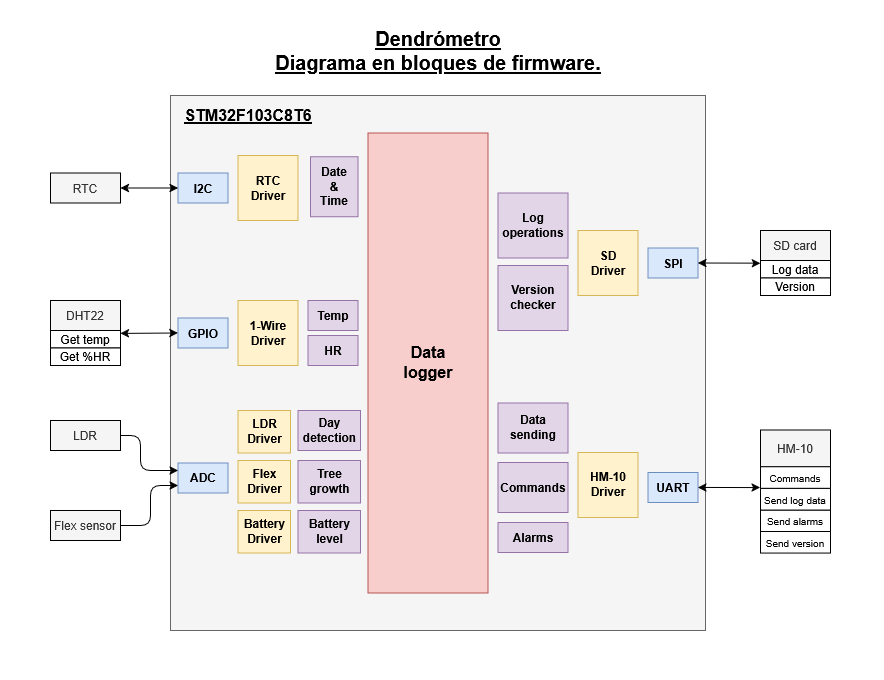 Dendrómetro
Diagrama en bloques de firmware.
STM32F103C8T6
RTC
I2C
RTC
Driver
Date
&
Time
DHT22
Get temp
Get %HR
GPIO
1-Wire
Driver
Temp
HR
LDR
Flex sensor
ADC
LDR
Driver
Day
detection
Flex
Driver
Tree
growth
Battery
Driver
Battery
level
Data
logger
Log
operations
Version
checker
SD
Driver
SPI
SD card
Log data
Version
Data
sending
Commands
Alarms
HM-10
Driver
UART
HM-10
Commands
Send log data
Send alarms
Send version